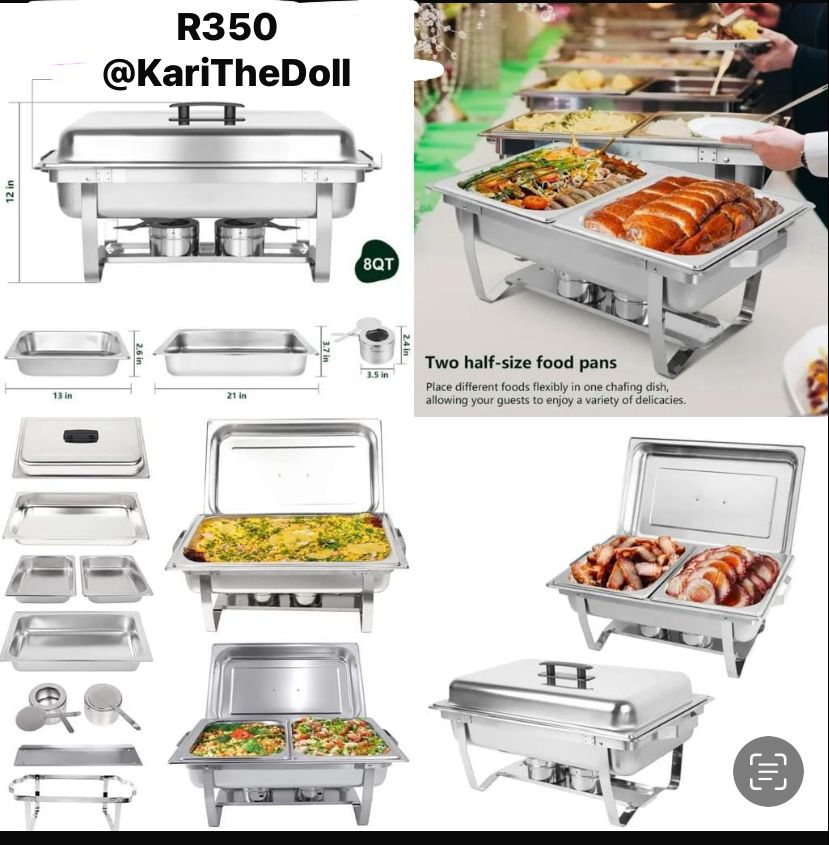 R350
@KariTheDoll
12 in
8QT
2.6 in
13 in
3.7 in
21 in
2.4 in
3.5 in
Two half-size food pans
Place different foods flexibly in one chafing dish,
allowing your guests to enjoy a variety of delicacies.